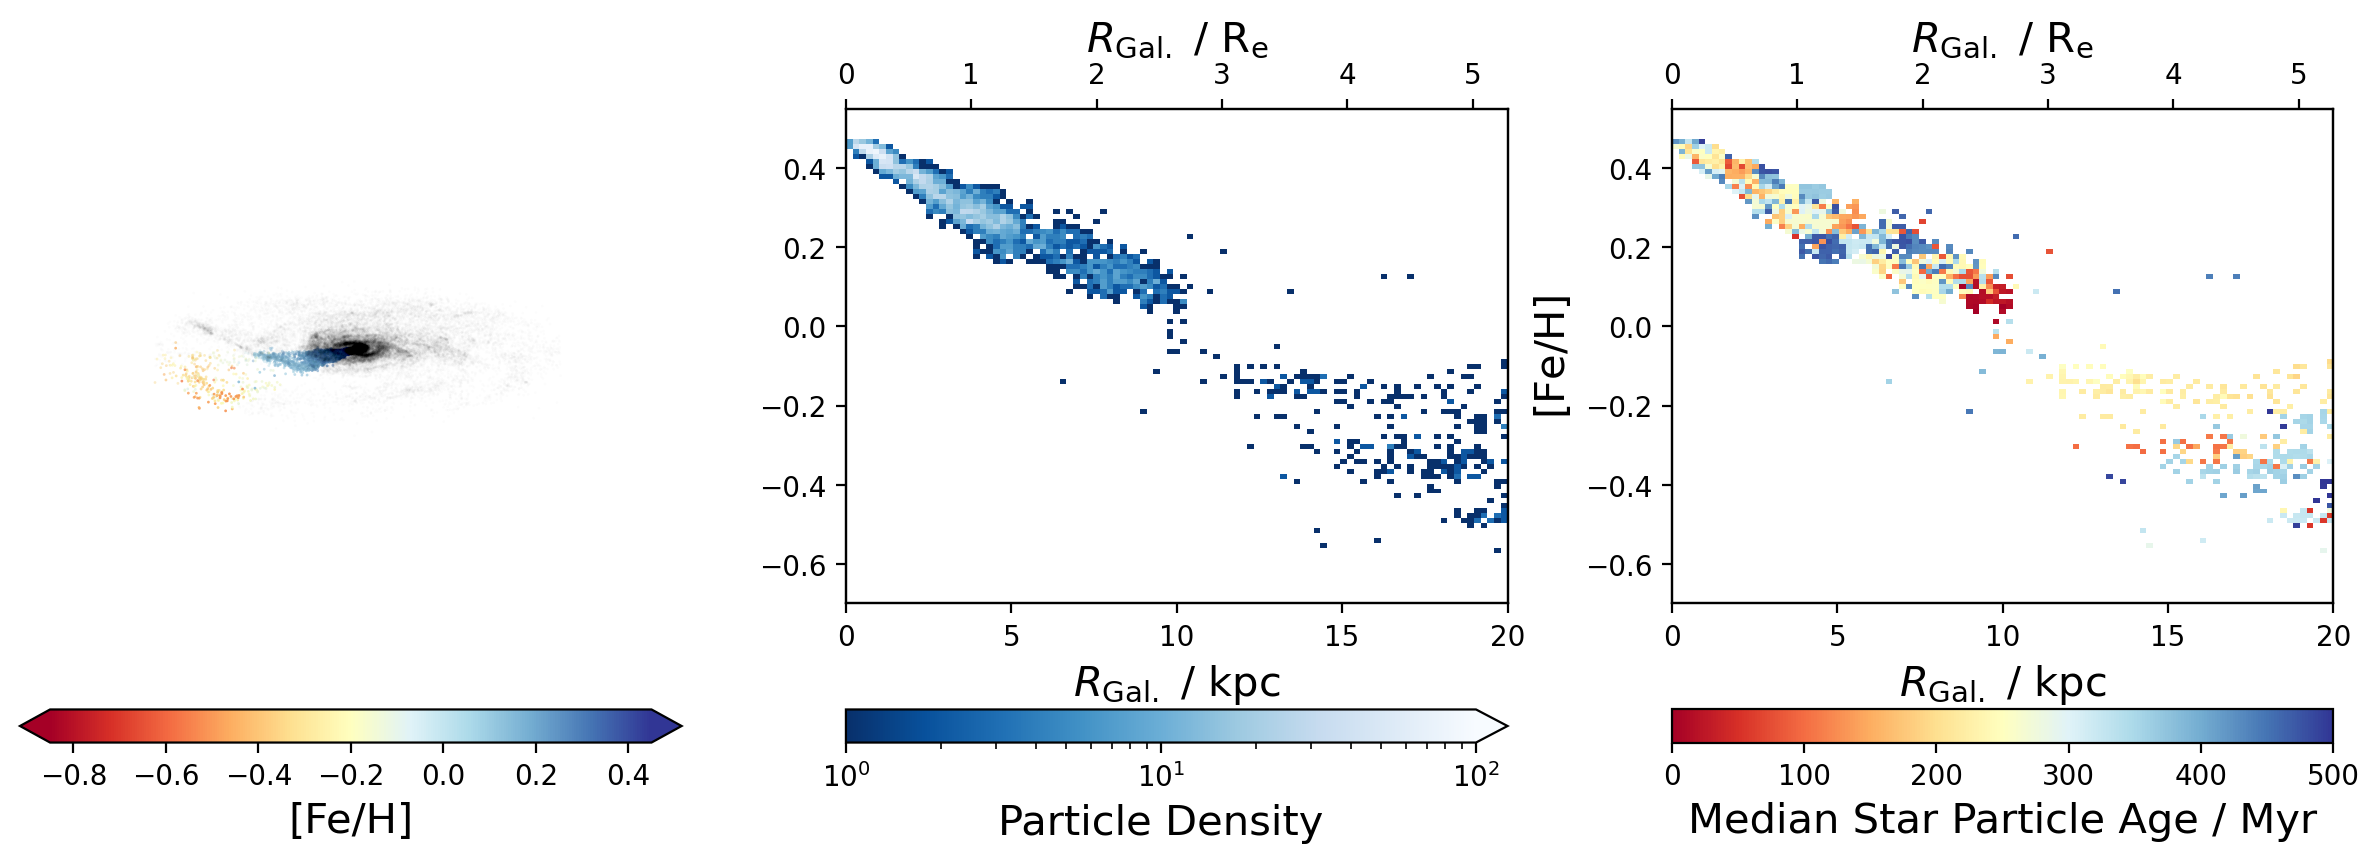 −0.8 −0.6 −0.4 −0.2 0.0 0.2 0.4
[Fe/H]
R_Gal. / R_e
0 1 2 3 4 5
0.4
0.2
0.0
−0.2
−0.4
−0.6
0 5 10 15 20
R_Gal. / kpc
10^0 10^1 10^2
Particle Density
R_Gal. / R_e
0 1 2 3 4 5
[Fe/H]
0.4
0.2
0.0
−0.2
−0.4
−0.6
0 5 10 15 20
R_Gal. / kpc
0 100 200 300 400 500
Median Star Particle Age / Myr